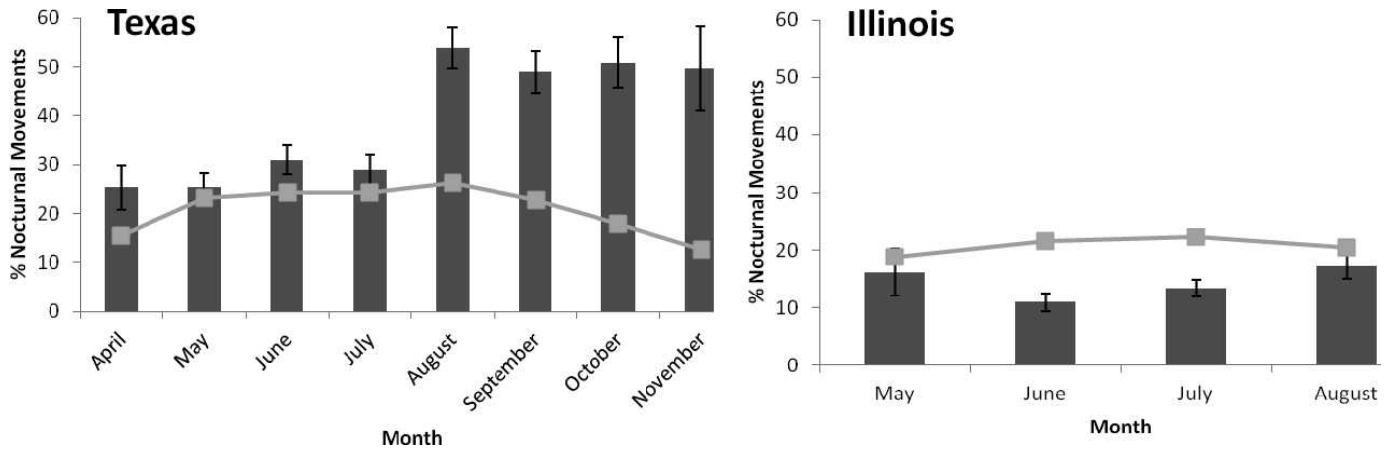 Texas
% Nocturnal Movements
60
50
40
30
20
10
0
April
May
June
July
August
September
October
November
Month
Illinois
% Nocturnal Movements
60
50
40
30
20
10
0
May
June
July
August
Month